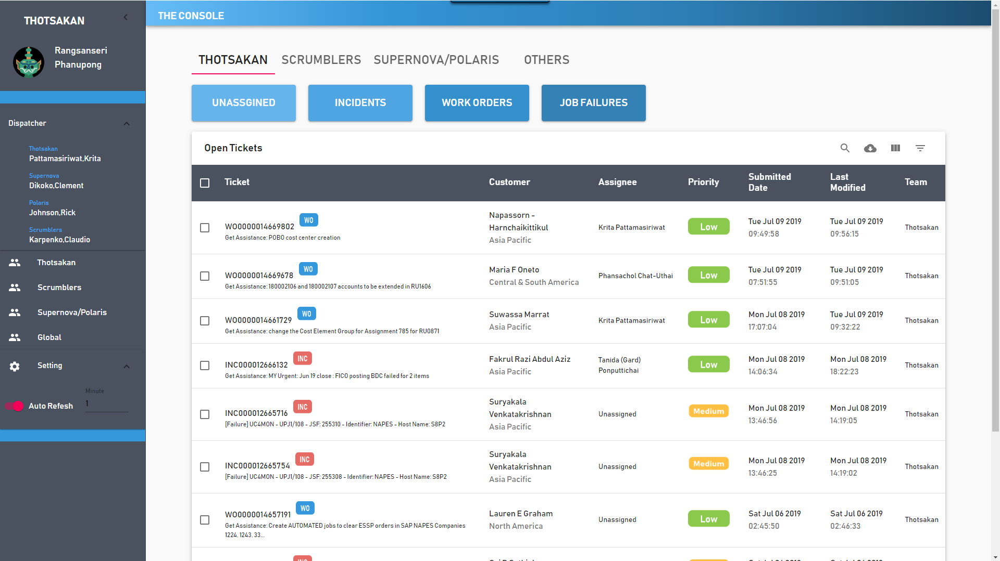 THOTSAKAN
Rangsanseri
Phanupong
Dispatcher
Thotsakan
Pattamasiriwat,Krita
Supernova
Dikoko,Clement
Polaris
Johnson,Rick
Scrumblers
Karpenko,Claudio
Thotsakan
Scrumblers
Supernova/Polaris
Global
Setting
Auto Refesh
Minute
1
THE CONSOLE
THOTSAKAN SCRUMBLERS SUPERNOVA/POLARIS OTHERS
UNASSGINED INCIDENTS WORK ORDERS JOB FAILURES
Open Tickets
Ticket Customer Assignee Priority Submitted Date Last Modified Team
WO0000014669802 WO
Get Assistance: POBO cost center creation
Napassorn -
Harnchaikittikul
Asia Pacific
Krita Pattamasiriwat
Low
Tue Jul 09 2019
09:49:58
Tue Jul 09 2019
09:56:15
Thotsakan
WO0000014669678 WO
Get Assistance: 180002106 and 180002107 accounts to be extended in RU1606
Maria F Oneto
Central & South America
Phansachol Chat-Uthai
Low
Tue Jul 09 2019
07:51:55
Tue Jul 09 2019
09:51:05
Thotsakan
WO0000014661729 WO
Get Assistance: change the Cost Element Group for Assignment 785 for RU0871
Suwassa Marrat
Asia Pacific
Krita Pattamasiriwat
Low
Mon Jul 08 2019
17:07:04
Tue Jul 09 2019
09:32:22
Thotsakan
INC000012666132 INC
Get Assistance: MY Urgent: Jun 19 close : FICO posting BDC failed for 2 items
Fakrul Razi Abdul Aziz
Asia Pacific
Tanida (Gard)
Ponputtichai
Low
Mon Jul 08 2019
14:06:34
Mon Jul 08 2019
18:22:23
Thotsakan
INC000012665716 INC
[Failure] UC4MON - UPJ1/108 - JSF: 255310 - Identifier: NAPES - Host Name: S8P2
Suryakala
Venkatakrishnan
Asia Pacific
Unassigned
Medium
Mon Jul 08 2019
13:46:56
Mon Jul 08 2019
14:19:05
Thotsakan
INC000012665754 INC
[Failure] UC4MON - UPJ1/108 - JSF: 255308 - Identifier: NAPES - Host Name: S8P2
Suryakala
Venkatakrishnan
Asia Pacific
Unassigned
Medium
Mon Jul 08 2019
13:46:25
Mon Jul 08 2019
14:19:02
Thotsakan
WO0000014657191 WO
Get Assistance: Create AUTOMATED jobs to clear ESSP orders in SAP NAPES Companies
1224, 1243, 33...
Lauren E Graham
North America
Unassigned
Low
Sat Jul 06 2019
02:45:50
Sat Jul 06 2019
02:46:33
Thotsakan